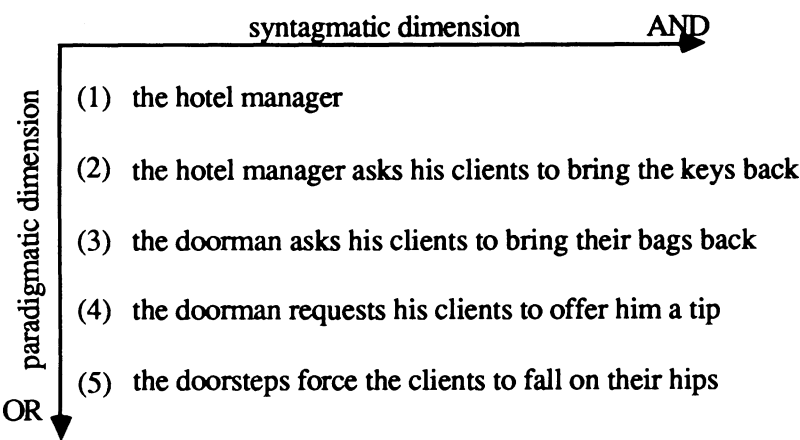 syntagmatic dimension AND
paradigmatic dimension
(1) the hotel manager
(2) the hotel manager asks his clients to bring the keys back
(3) the doorman asks his clients to bring their bags back
(4) the doorman requests his clients to offer him a tip
(5) the doorsteps force the clients to fall on their hips
OR